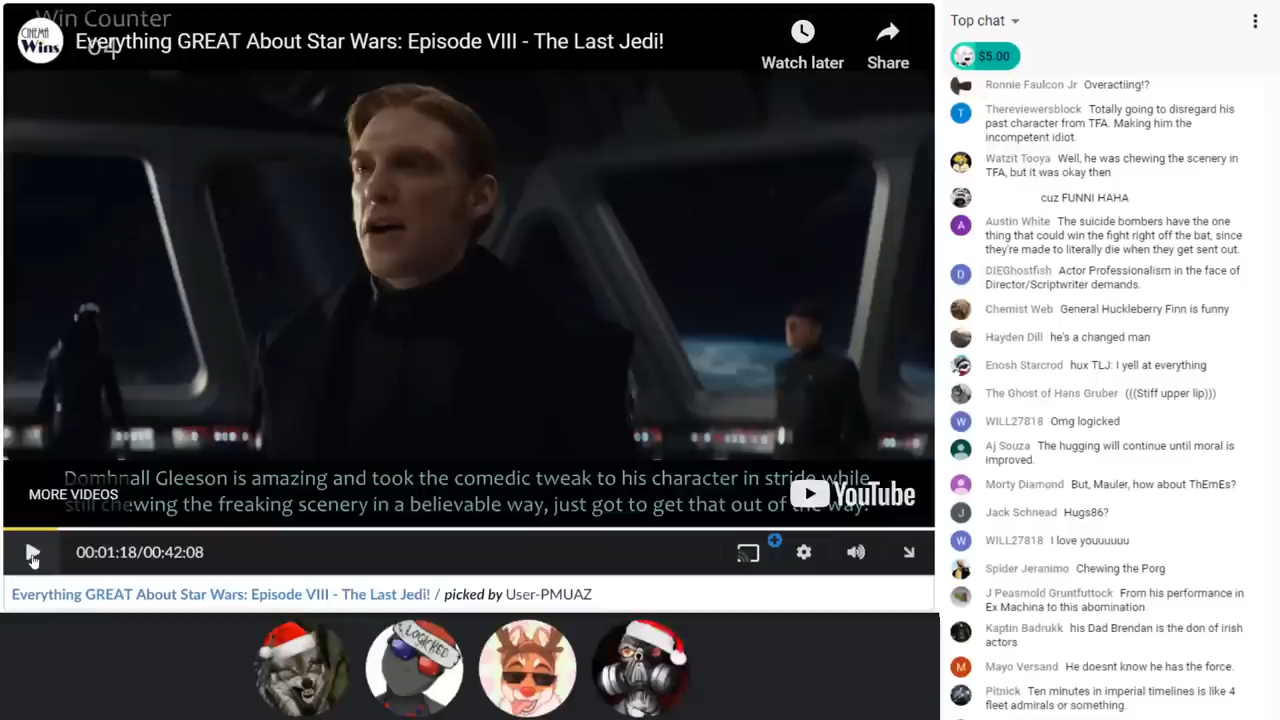 Win Counter
04
CINEMA
Wins
Everything GREAT About Star Wars: Episode VIII - The Last Jedi!
Watch later
Share
Domhnall Gleeson is amazing and took the comedic tweak to his character in stride while
still chewing the freaking scenery in a believable way, just got to get that out of the way.
MORE VIDEOS
YouTube
00:01:18/00:42:08
Everything GREAT About Star Wars: Episode VIII - The Last Jedi! / picked by User-PMUAZ
LOGICKED
Top chat
$5.00
Ronnie Faulcon Jr Overactiing!?
T
Thereviewersblock Totally going to disregard his
past character from TFA. Making him the
incompetent idiot.
Watzit Tooya Well, he was chewing the scenery in
TFA, but it was okay then
cuz FUNNI HAHA
A
Austin White The suicide bombers have the one
thing that could win the fight right off the bat, since
they're made to literally die when they get sent out.
D
DIEGhostfish Actor Professionalism in the face of
Director/Scriptwriter demands.
Chemist Web General Huckleberry Finn is funny
Hayden Dill he's a changed man
Enosh Starcrod hux TLJ: I yell at everything
The Ghost of Hans Gruber (((Stiff upper lip)))
W
WILL27818 Omg logicked
Aj Souza The hugging will continue until moral is
improved.
Morty Diamond But, Mauler, how about ThEmEs?
J
Jack Schnead Hugs86?
W
WILL27818 I love youuuuuu
Spider Jeranimo Chewing the Porg
J Peasmold Gruntfuttock From his performance in
Ex Machina to this abomination
Kaptin Badrukk his Dad Brendan is the don of irish
actors
M
Mayo Versand He doesnt know he has the force.
Pitnick Ten minutes in imperial timelines is like 4
fleet admirals or something.